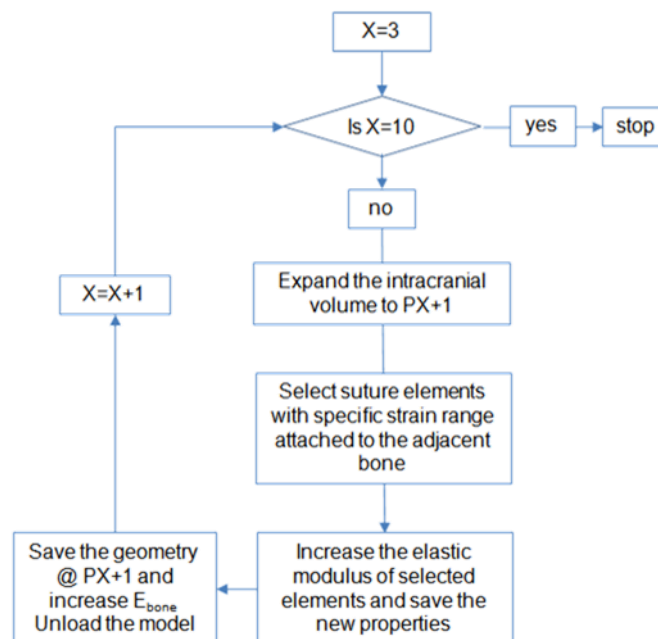 X=3
Is X=10
yes
stop
no
Expand the intracranial
volume to PX+1
X=X+1
Select suture elements
with specific strain range
attached to the adjacent
bone
Increase the elastic
modulus of selected
elements and save the
new properties
Save the geometry
@ PX+1 and
increase Ebone
Unload the model